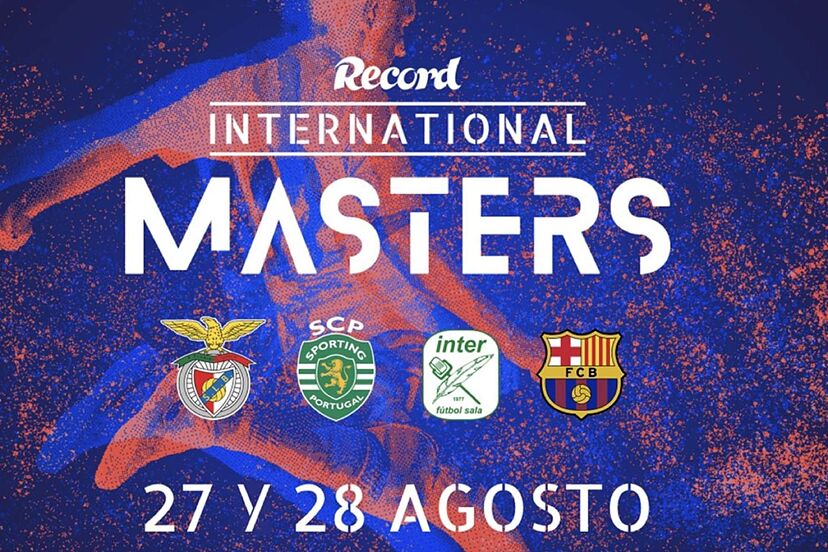 Record
INTERNATIONAL
MASTERS
SCP
SPORTING
PORTUGAL
inter
1977
fútbol sala
FCB
27 Y 28 AGOSTO